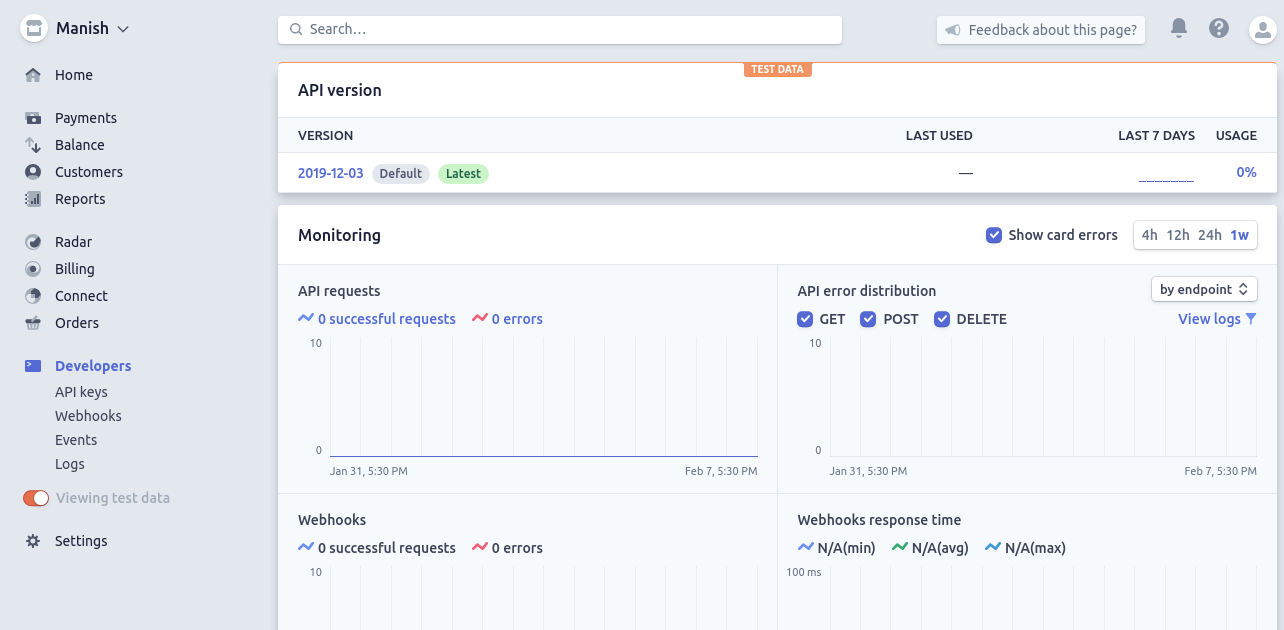 Manish
Search…
Feedback about this page?
Home
Payments
Balance
Customers
Reports
Radar
Billing
Connect
Orders
Developers
API keys
Webhooks
Events
Logs
Viewing test data
Settings
TEST DATA
API version
VERSION LAST USED LAST 7 DAYS USAGE
2019-12-03 Default Latest — _______ 0%
Monitoring
Show card errors 4h 12h 24h 1w
API requests
0 successful requests 0 errors
10
0
Jan 31, 5:30 PM Feb 7, 5:30 PM
API error distribution by endpoint
GET POST DELETE View logs
10
0
Jan 31, 5:30 PM Feb 7, 5:30 PM
Webhooks
0 successful requests 0 errors
10
Webhooks response time
N/A(min) N/A(avg) N/A(max)
100 ms